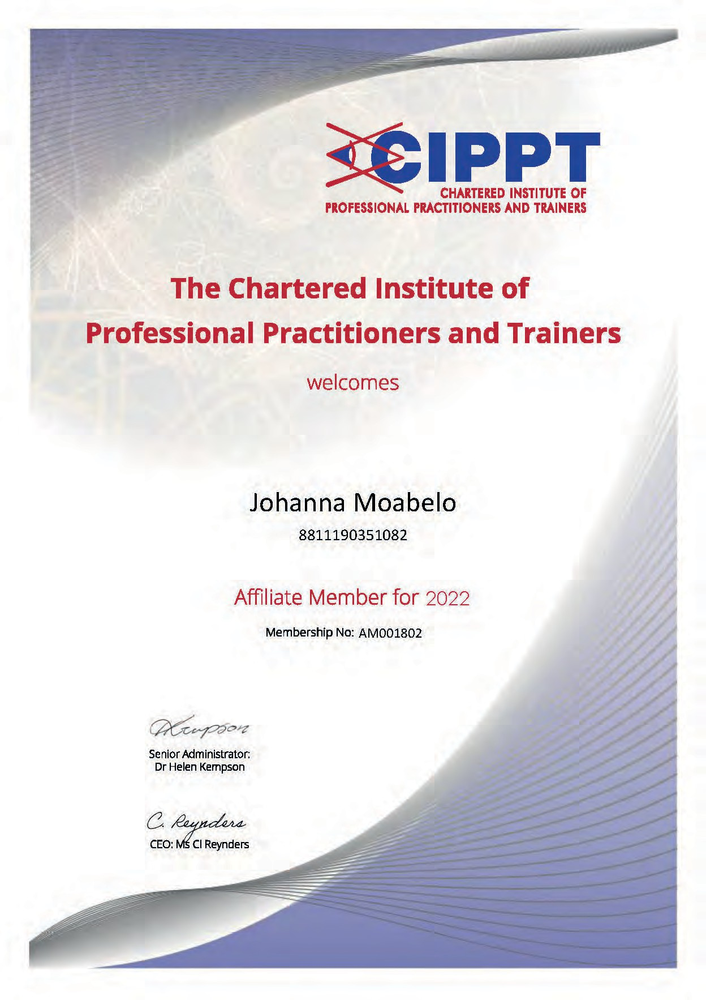 CIPPT
CHARTERED INSTITUTE OF
PROFESSIONAL PRACTITIONERS AND TRAINERS
The Chartered Institute of
Professional Practitioners and Trainers
welcomes
Johanna Moabelo
8811190351082
Affiliate Member for 2022
Membership No: AM001802
HKempson
Senior Administrator:
Dr Helen Kempson
C. Reynders
CEO: Ms CI Reynders